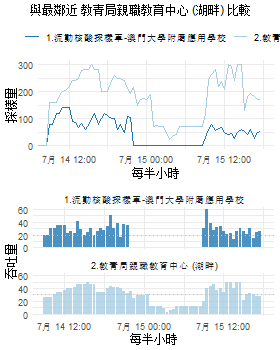 與最鄰近 教育局親職教育中心 (湖畔) 比較
1.流動核酸採樣車-澳門大學附屬應用學校 2.教育
採樣量
300
200
100
0
7月 14 12:00 7月 15 00:00 7月 15 12:00
每半小時
1.流動核酸採樣車-澳門大學附屬應用學校
60
40
20
0
吞吐量
2.教育局親職教育中心 (湖畔)
60
40
20
0
7月 14 12:00 7月 15 00:00 7月 15 12:00
每半小時